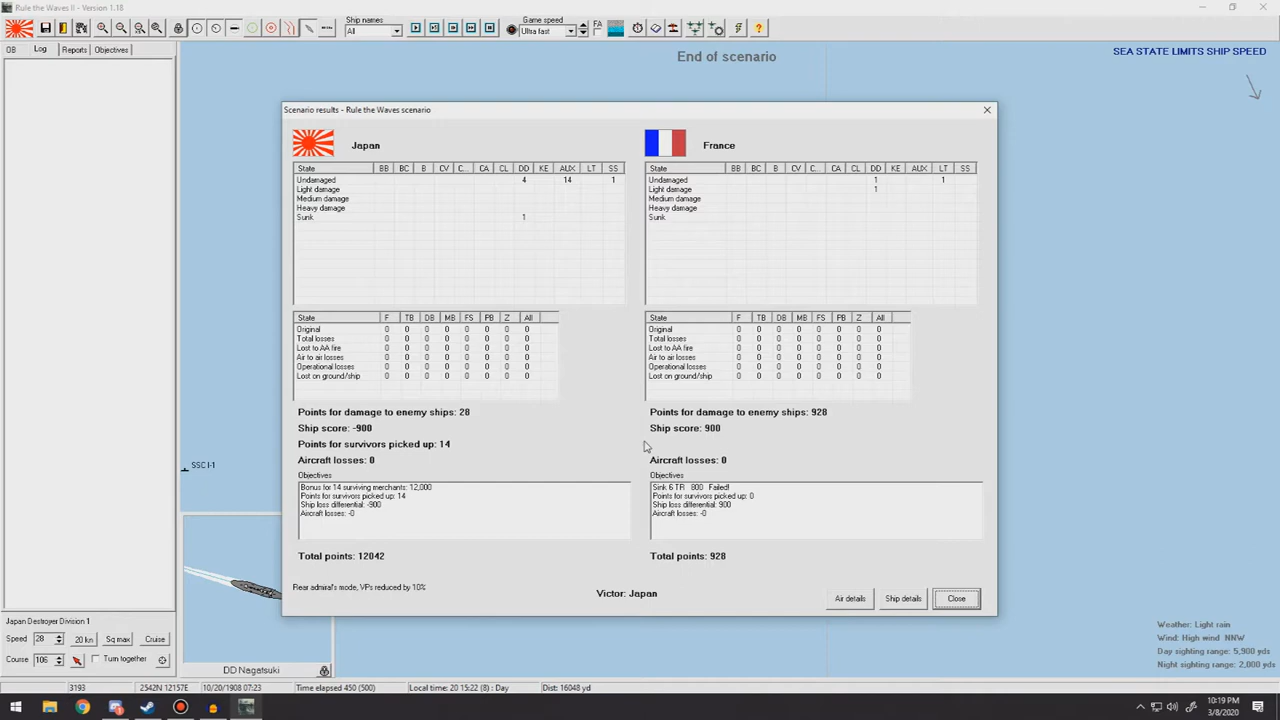 Rule the Waves II - Version 1.18
Ship names
All
Game speed
Ultra fast
FA
OB Log Reports Objectives
End of scenario
SEA STATE LIMITS SHIP SPEED
Scenario results - Rule the Waves scenario
Japan
State BB BC B CV C... CA CL DD KE AUX LT SS
Undamaged 4 14 1
Light damage
Medium damage
Heavy damage
Sunk 1
State F TB DB MB FS PB Z All
Original 0 0 0 0 0 0 0 0
Total losses 0 0 0 0 0 0 0 0
Lost to AA fire 0 0 0 0 0 0 0 0
Air to air losses 0 0 0 0 0 0 0 0
Operational losses 0 0 0 0 0 0 0 0
Lost on ground/ship 0 0 0 0 0 0 0 0
Points for damage to enemy ships: 28
Ship score: -900
Points for survivors picked up: 14
Aircraft losses: 0
Objectives
Bonus for 14 surviving merchants: 12,000
Points for survivors picked up: 14
Ship loss differential: -900
Aircraft losses: -0
Total points: 12042
France
State BB BC B CV C... CA CL DD KE AUX LT SS
Undamaged 1 1
Light damage 1
Medium damage
Heavy damage
Sunk
State F TB DB MB FS PB Z All
Original 0 0 0 0 0 0 0 0
Total losses 0 0 0 0 0 0 0 0
Lost to AA fire 0 0 0 0 0 0 0 0
Air to air losses 0 0 0 0 0 0 0 0
Operational losses 0 0 0 0 0 0 0 0
Lost on ground/ship 0 0 0 0 0 0 0 0
Points for damage to enemy ships: 928
Ship score: 900
Aircraft losses: 0
Objectives
Sink 6 TR 800 Failed!
Points for survivors picked up: 0
Ship loss differential: 900
Aircraft losses: -0
Total points: 928
Rear admiral's mode, VPs reduced by 10%
Victor: Japan
Air details Ship details Close
SSC I-1
Japan Destroyer Division 1
Speed 28 20 kn Sq max Cruise
Course 106 Turn together
DD Nagatsuki
Weather: Light rain
Wind: High wind NNW
Day sighting range: 5,900 yds
Night sighting range: 2,000 yds
3193 2542N 12157E 10/20/1908 07:23 Time elapsed 450 (500) Local time: 20 15:22 (8) : Day Dist: 16048 yd
10:19 PM
3/8/2020